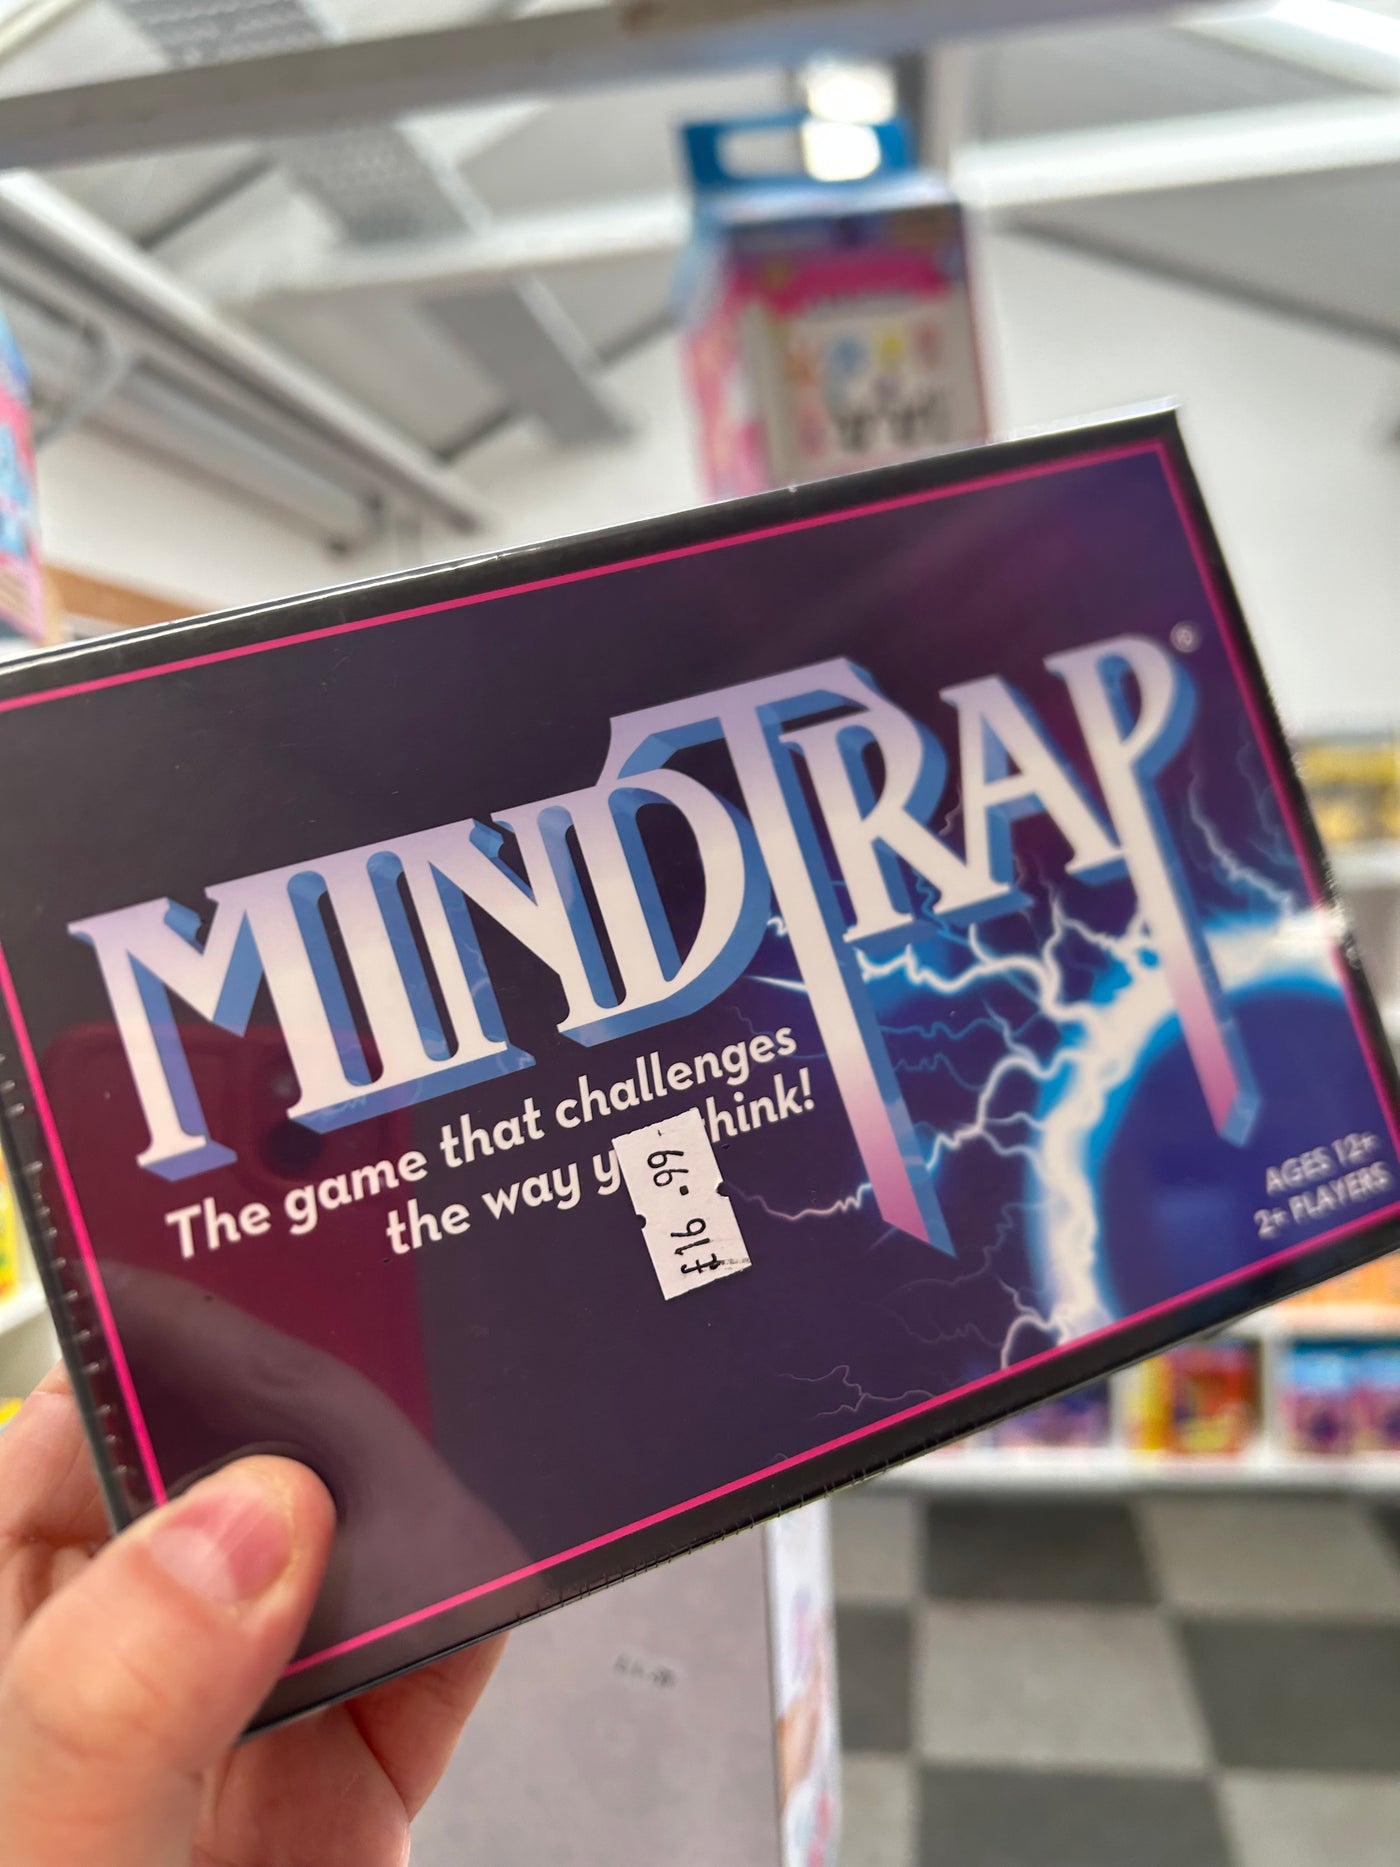 MINDTRAP®
The game that challenges
the way y hink!
£16.99
AGES 12+
2+ PLAYERS